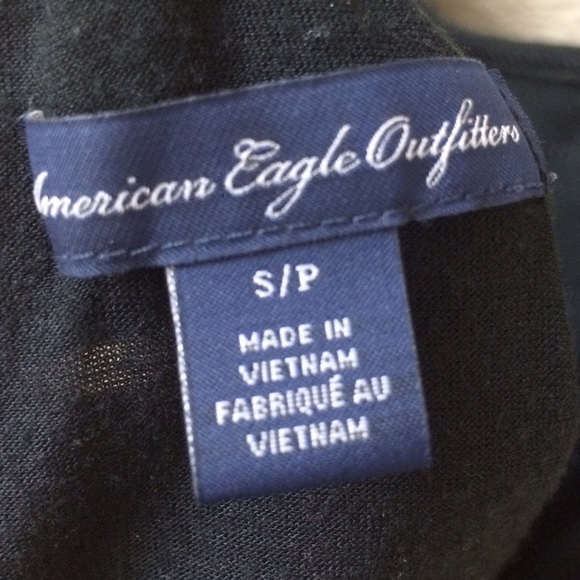 American Eagle Outfitters
S/P
MADE IN
VIETNAM
FABRIQUÉ AU
VIETNAM